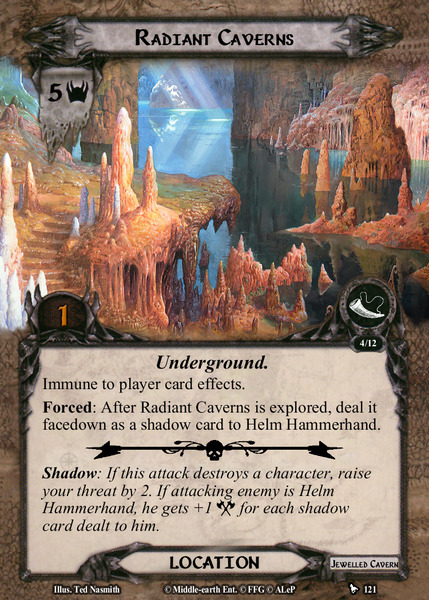 Radiant Caverns
5
1
4/12
Underground.
Immune to player card effects.
Forced: After Radiant Caverns is explored, deal it
facedown as a shadow card to Helm Hammerhand.
Shadow: If this attack destroys a character, raise
your threat by 2. If attacking enemy is Helm
Hammerhand, he gets +1 for each shadow
card dealt to him.
LOCATION
Jewelled Cavern
Illus. Ted Nasmith © Middle-earth Ent. © FFG © ALeP 121